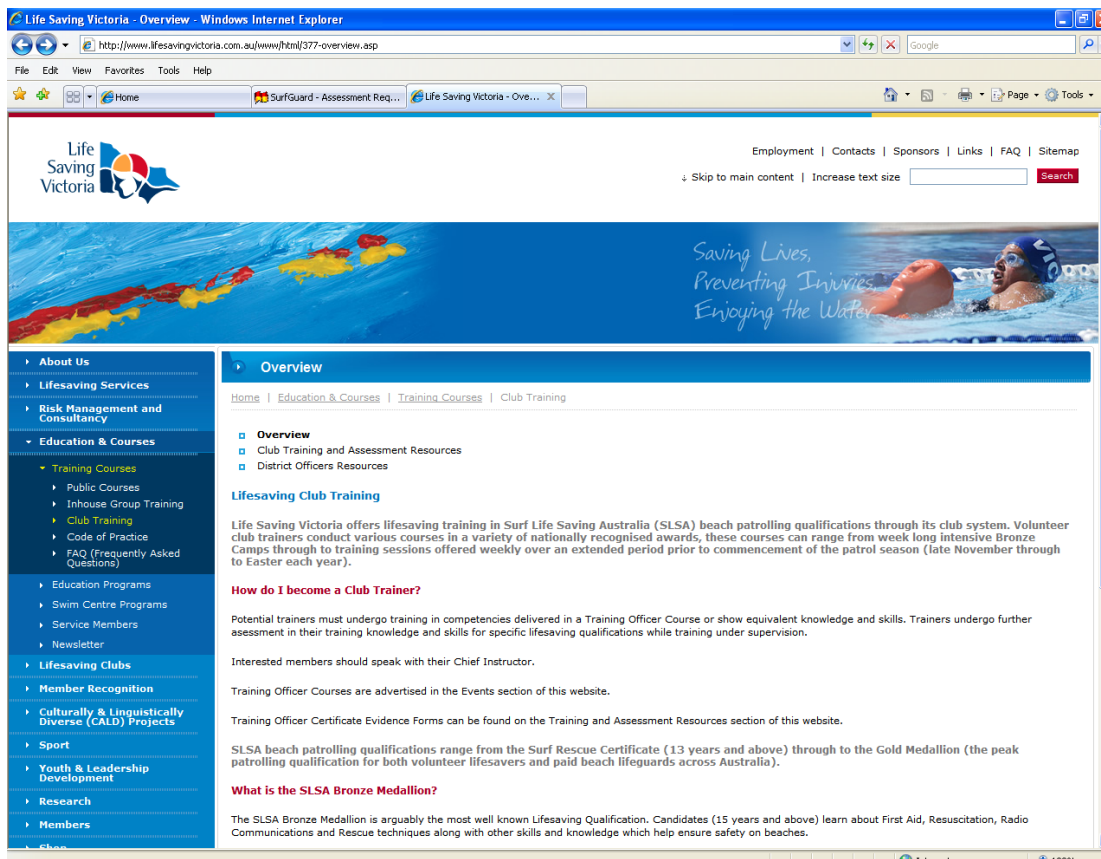 Life Saving Victoria - Overview - Windows Internet Explorer
http://www.lifesavingvictoria.com.au/www/html/377-overview.asp
Google
File Edit View Favorites Tools Help
Home
SurfGuard - Assessment Req...
Life Saving Victoria - Ove...
Page
Tools
Life
Saving
Victoria
Employment | Contacts | Sponsors | Links | FAQ | Sitemap
↓ Skip to main content | Increase text size
Search
Saving Lives,
Preventing Injuries
Enjoying the Water
VIC
About Us
Lifesaving Services
Risk Management and
Consultancy
Education & Courses
Training Courses
Public Courses
Inhouse Group Training
Club Training
Code of Practice
FAQ (Frequently Asked
Questions)
Education Programs
Swim Centre Programs
Service Members
Newsletter
Lifesaving Clubs
Member Recognition
Culturally & Linguistically
Diverse (CALD) Projects
Sport
Youth & Leadership
Development
Research
Members
Shop
Overview
Home | Education & Courses | Training Courses | Club Training
Overview
Club Training and Assessment Resources
District Officers Resources
Lifesaving Club Training
Life Saving Victoria offers lifesaving training in Surf Life Saving Australia (SLSA) beach patrolling qualifications through its club system. Volunteer
club trainers conduct various courses in a variety of nationally recognised awards, these courses can range from week long intensive Bronze
Camps through to training sessions offered weekly over an extended period prior to commencement of the patrol season (late November through
to Easter each year).
How do I become a Club Trainer?
Potential trainers must undergo training in competencies delivered in a Training Officer Course or show equivalent knowledge and skills. Trainers undergo further
asessment in their training knowledge and skills for specific lifesaving qualifications while training under supervision.
Interested members should speak with their Chief Instructor.
Training Officer Courses are advertised in the Events section of this website.
Training Officer Certificate Evidence Forms can be found on the Training and Assessment Resources section of this website.
SLSA beach patrolling qualifications range from the Surf Rescue Certificate (13 years and above) through to the Gold Medallion (the peak
patrolling qualification for both volunteer lifesavers and paid beach lifeguards across Australia).
What is the SLSA Bronze Medallion?
The SLSA Bronze Medallion is arguably the most well known Lifesaving Qualification. Candidates (15 years and above) learn about First Aid, Resuscitation, Radio
Communications and Rescue techniques along with other skills and knowledge which help ensure safety on beaches.